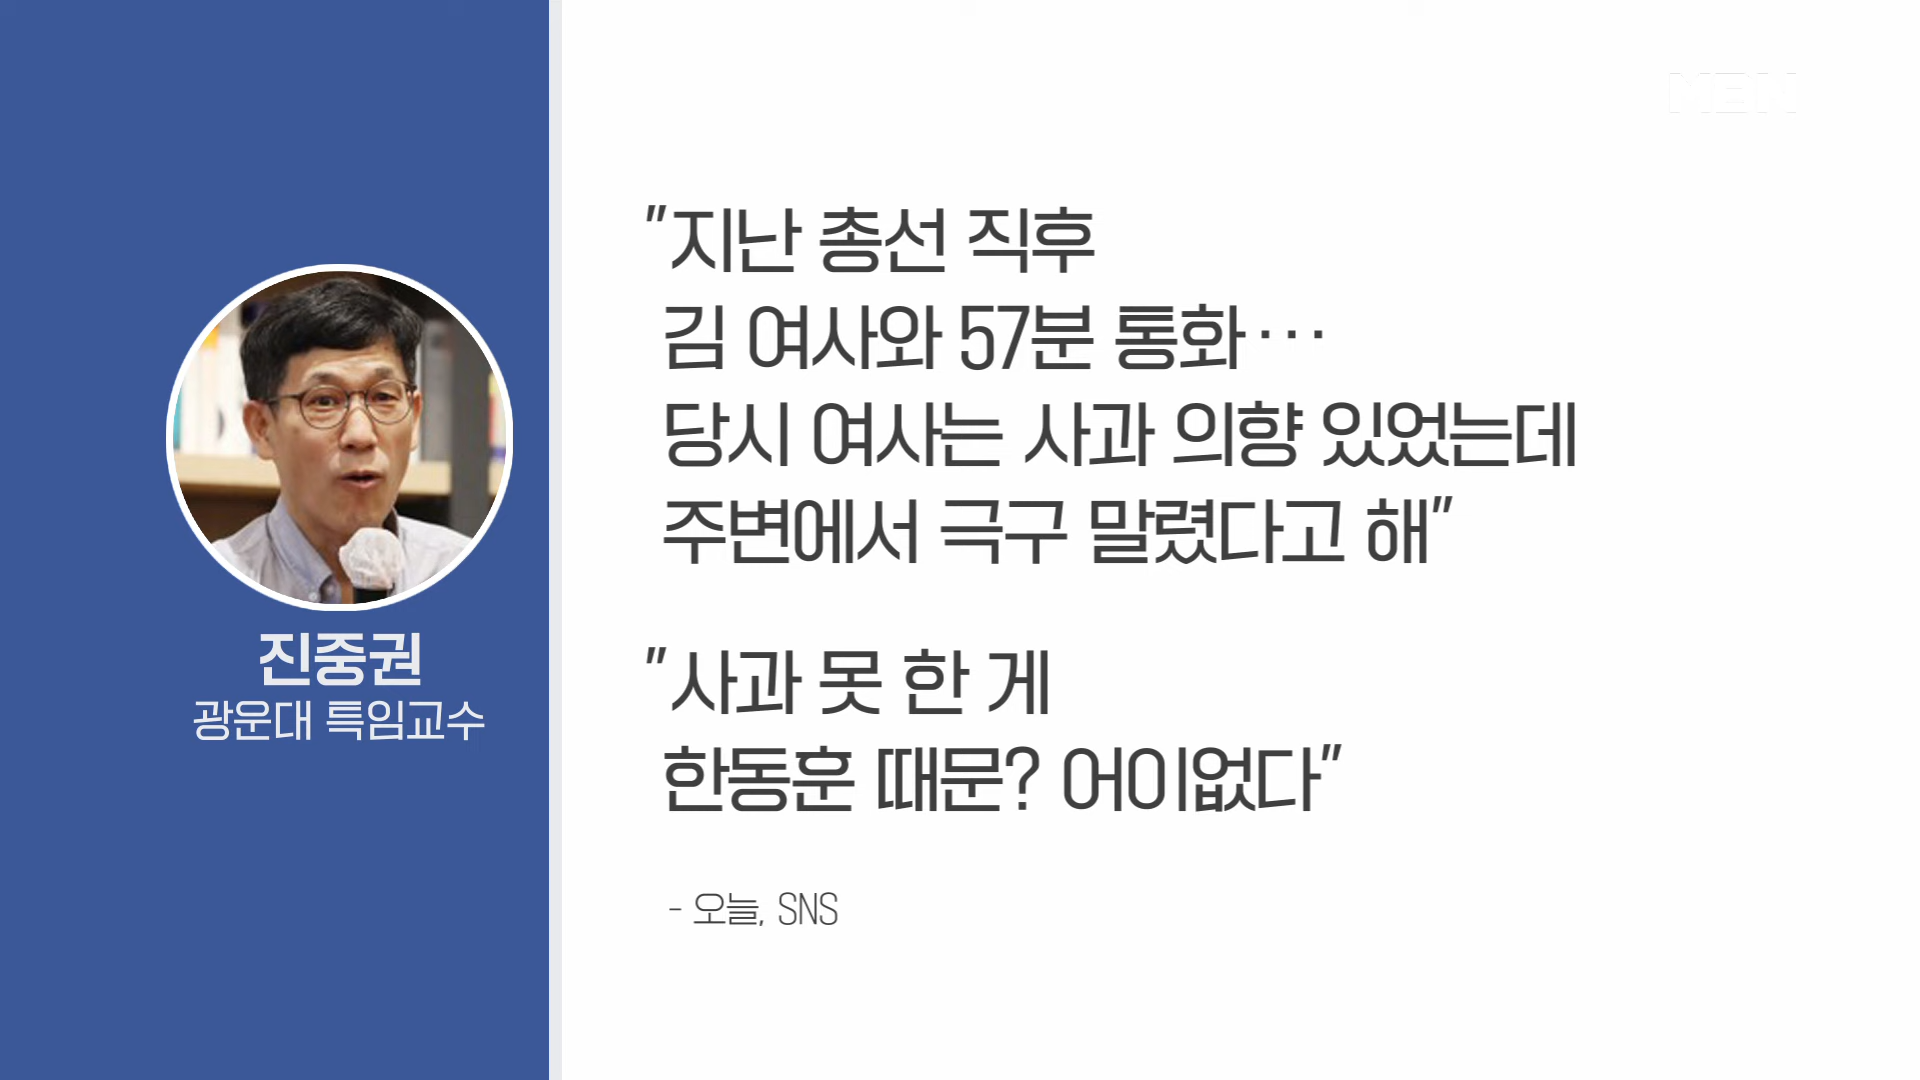 MBN
"지난 총선 직후
김 여사와 57분 통화…
당시 여사는 사과 의향 있었는데
주변에서 극구 말렸다고 해"
"사과 못 한 게
한동훈 때문? 어이없다"
- 오늘, SNS
진중권
광운대 특임교수